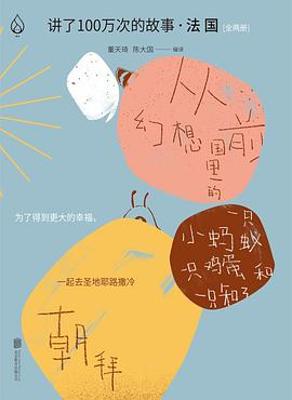 讲了100万次的故事·法国 [全两册]
董天琦 陈大国——编译
从前
幻想国里的
一只
小蚂蚁
一只鸡蛋和
一只知了
为了得到更大的幸福,
一起去圣地耶路撒冷
朝拜